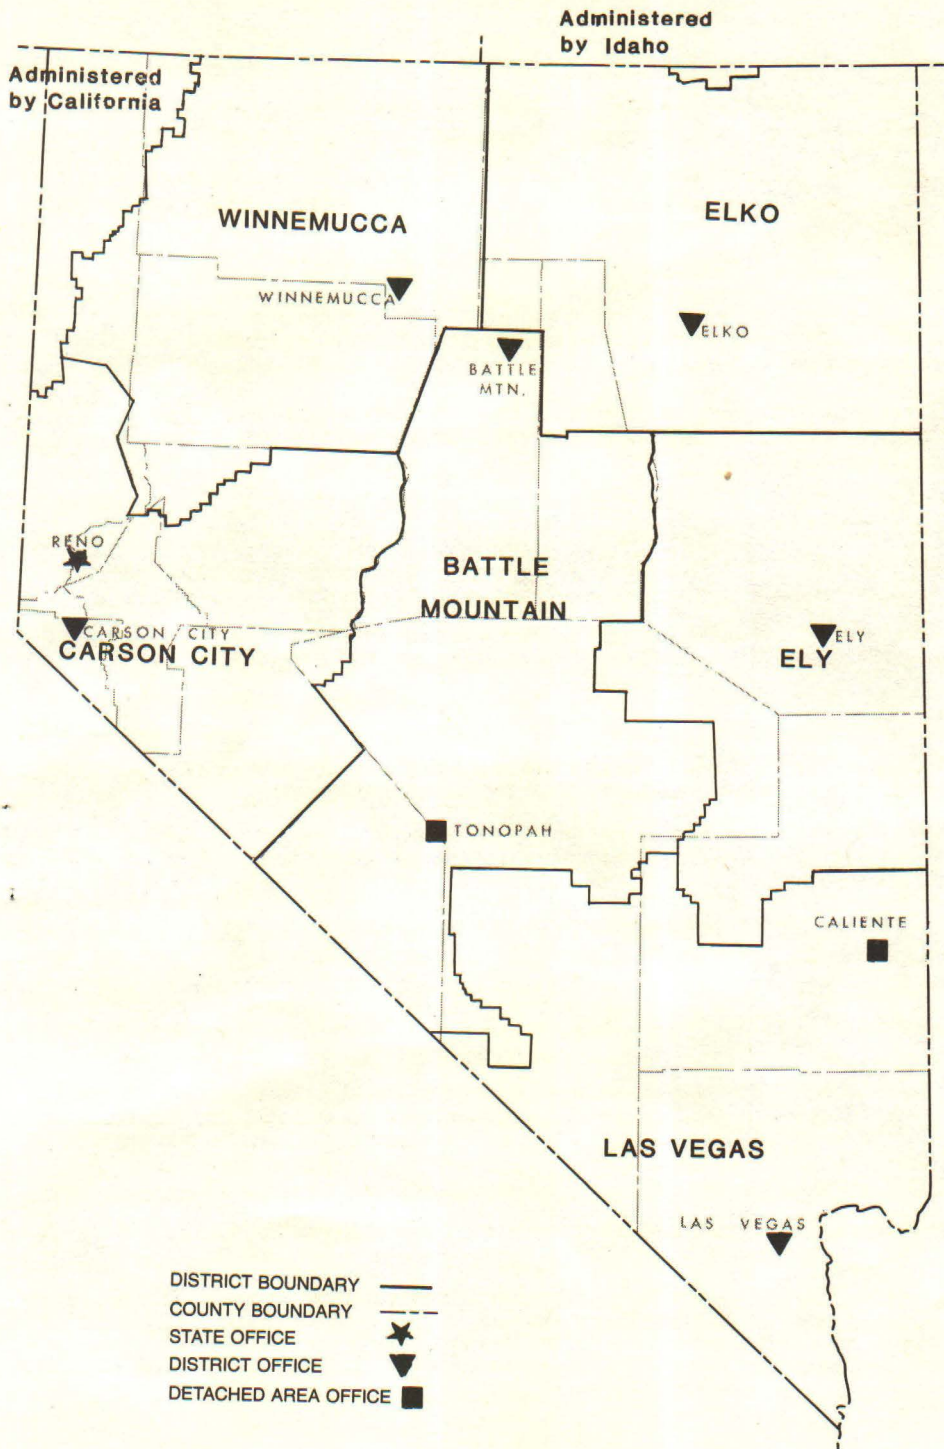 Administered
by Idaho
Administered
by California
WINNEMUCCA
ELKO
WINNEMUCCA
ELKO
BATTLE
MTN.
RENO
BATTLE
MOUNTAIN
CARSON CITY
CARSON CITY
ELY
ELY
TONOPAH
CALIENTE
LAS VEGAS
LAS VEGAS
DISTRICT BOUNDARY
COUNTY BOUNDARY
STATE OFFICE
DISTRICT OFFICE
DETACHED AREA OFFICE